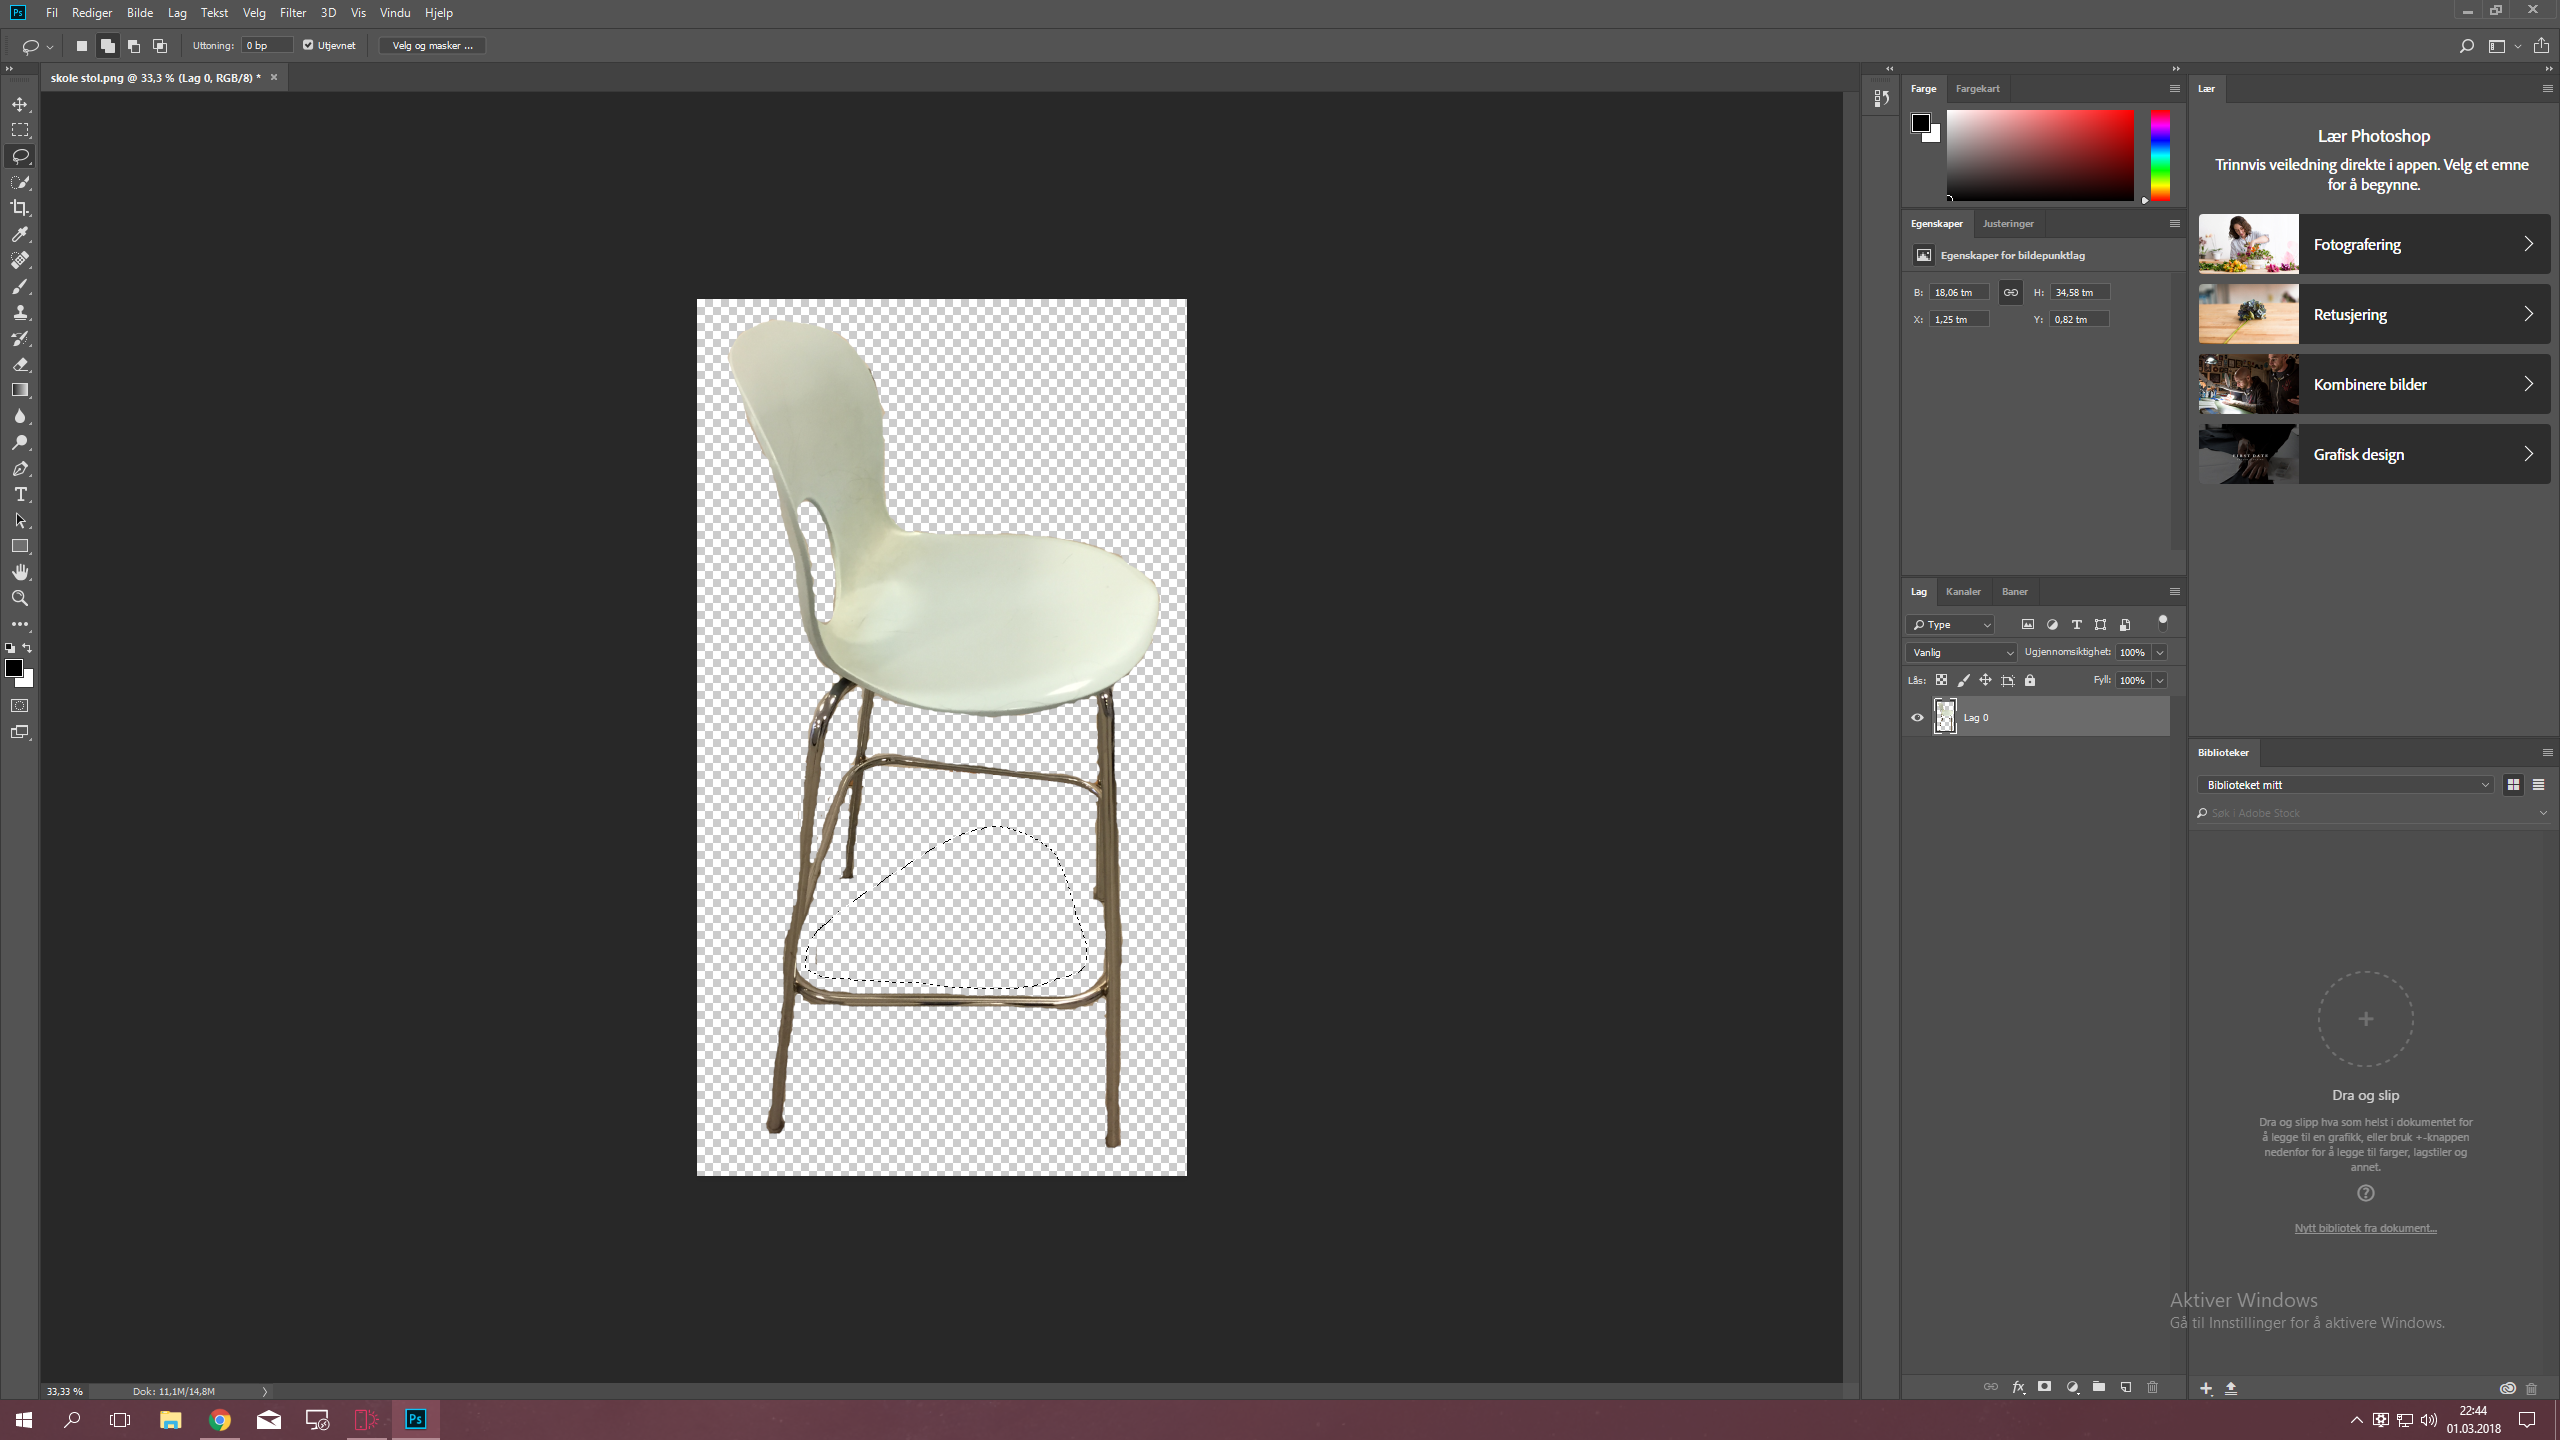 Ps Fil Rediger Bilde Lag Tekst Velg Filter 3D Vis Vindu Hjelp
Uttoning: 0 bp Utjevnet Velg og masker ...
skole stol.png @ 33,3 % (Lag 0, RGB/8) * ×
Farge Fargekart
Egenskaper Justeringer
Egenskaper for bildepunktlag
B: 18,06 tm H: 34,58 tm
X: 1,25 tm Y: 0,82 tm
Lag Kanaler Baner
Type
Vanlig Ugjennomsiktighet: 100%
Lås: Fyll: 100%
Lag 0
Lær
Lær Photoshop
Trinnvis veiledning direkte i appen. Velg et emne
for å begynne.
Fotografering
Retusjering
Kombinere bilder
FIRST DATE
Grafisk design
Biblioteker
Biblioteket mitt
Søk i Adobe Stock
Dra og slip
Dra og slipp hva som helst i dokumentet for
å legge til en grafikk, eller bruk +-knappen
nedenfor for å legge til farger, lagstiler og
annet.
Nytt bibliotek fra dokument...
Aktiver Windows
Gå til Innstillinger for å aktivere Windows.
33,33 % Dok: 11,1M/14,8M
fx
Ps
22:44
01.03.2018